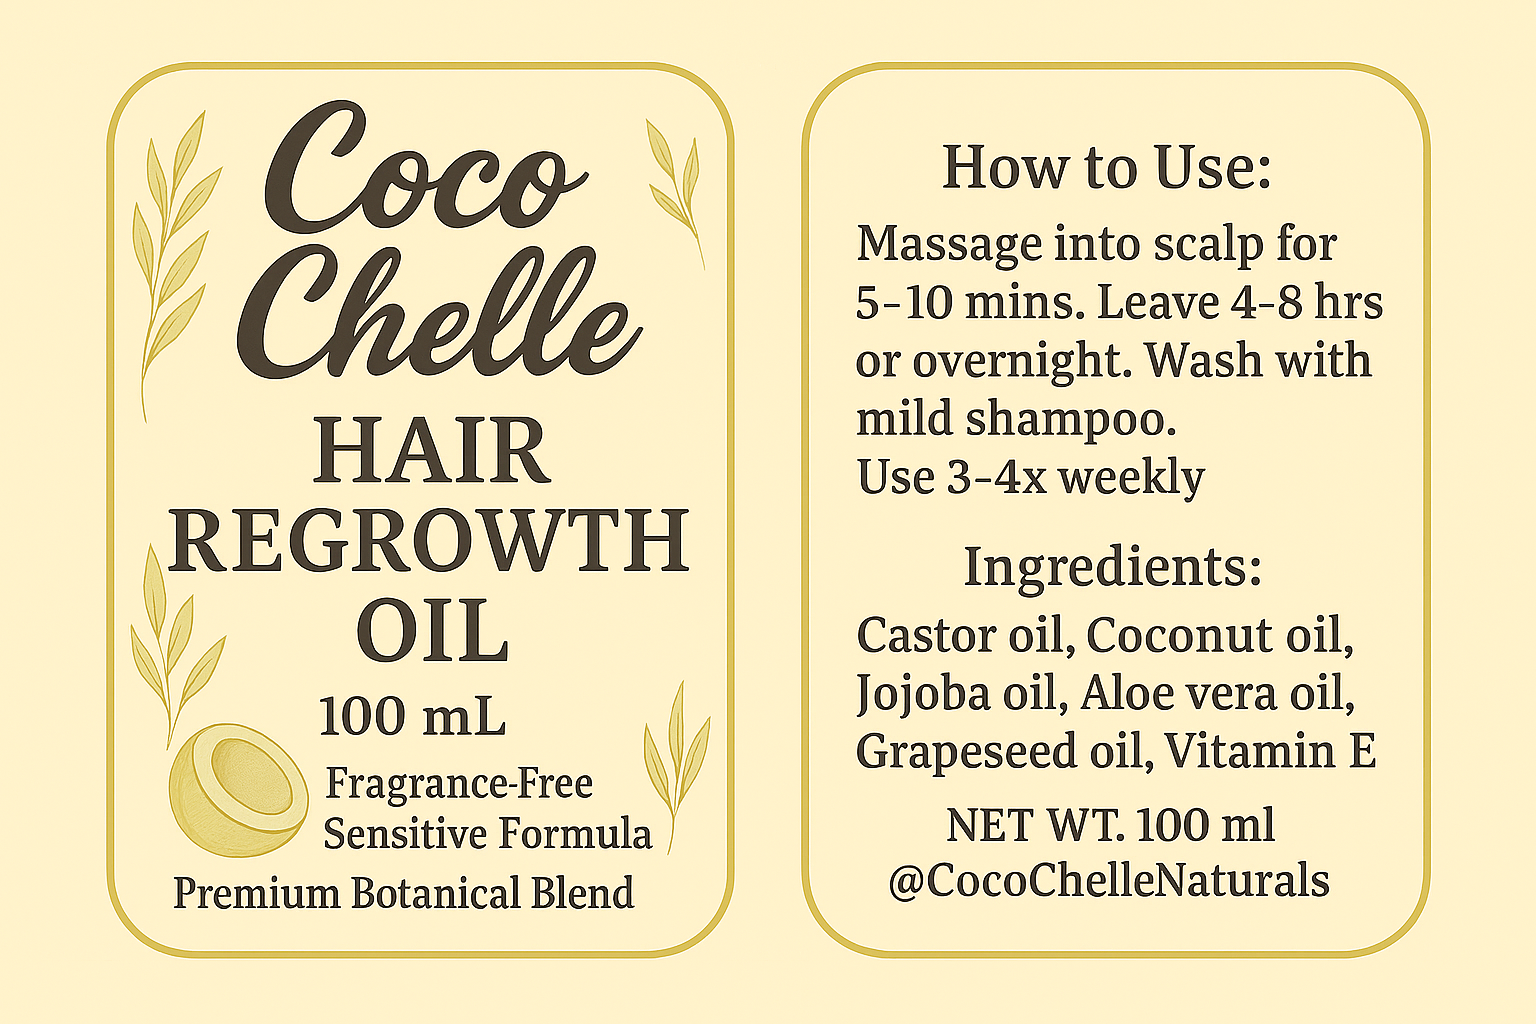 Coco
Chelle
HAIR
REGROWTH
OIL
100 mL
Fragrance-Free
Sensitive Formula
Premium Botanical Blend
How to Use:
Massage into scalp for
5–10 mins. Leave 4–8 hrs
or overnight. Wash with
mild shampoo.
Use 3–4x weekly
Ingredients:
Castor oil, Coconut oil,
Jojoba oil, Aloe vera oil,
Grapeseed oil, Vitamin E
NET WT. 100 ml
@CocoChelleNaturals